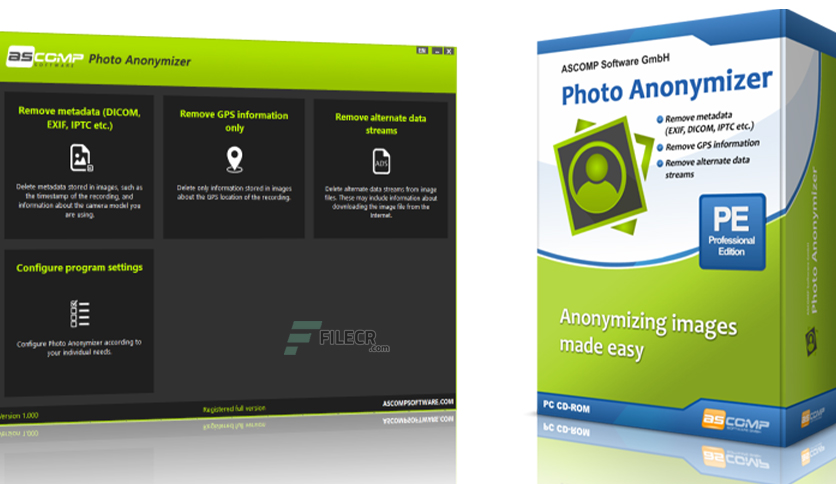 ASCOMP
SOFTWARE
Photo Anonymizer
EN
Remove metadata (DICOM,
EXIF, IPTC etc.)
Delete metadata stored in images, such as
the timestamp of the recording, and
information about the camera model you
are using.
Remove GPS information
only
Delete only information stored in images
about the GPS location of the recording.
Remove alternate data
streams
ADS
Delete alternate data streams from image
files. These may include information about
downloading the image file from the
Internet.
Configure program settings
Configure Photo Anonymizer according to
your individual needs.
FILECR
.com
Version 1.000
Registered full version
ASCOMPSOFTWARE.COM
ASCOMP Software GmbH
Photo Anonymizer
Remove metadata
(EXIF, DICOM, IPTC etc.)
Remove GPS information
Remove alternate data
streams
PE
Professional
Edition
Anonymizing images
made easy
PC CD-ROM
ASCOMP
SOFTWARE GMBH
Photo Anonymizer
ASCOMP